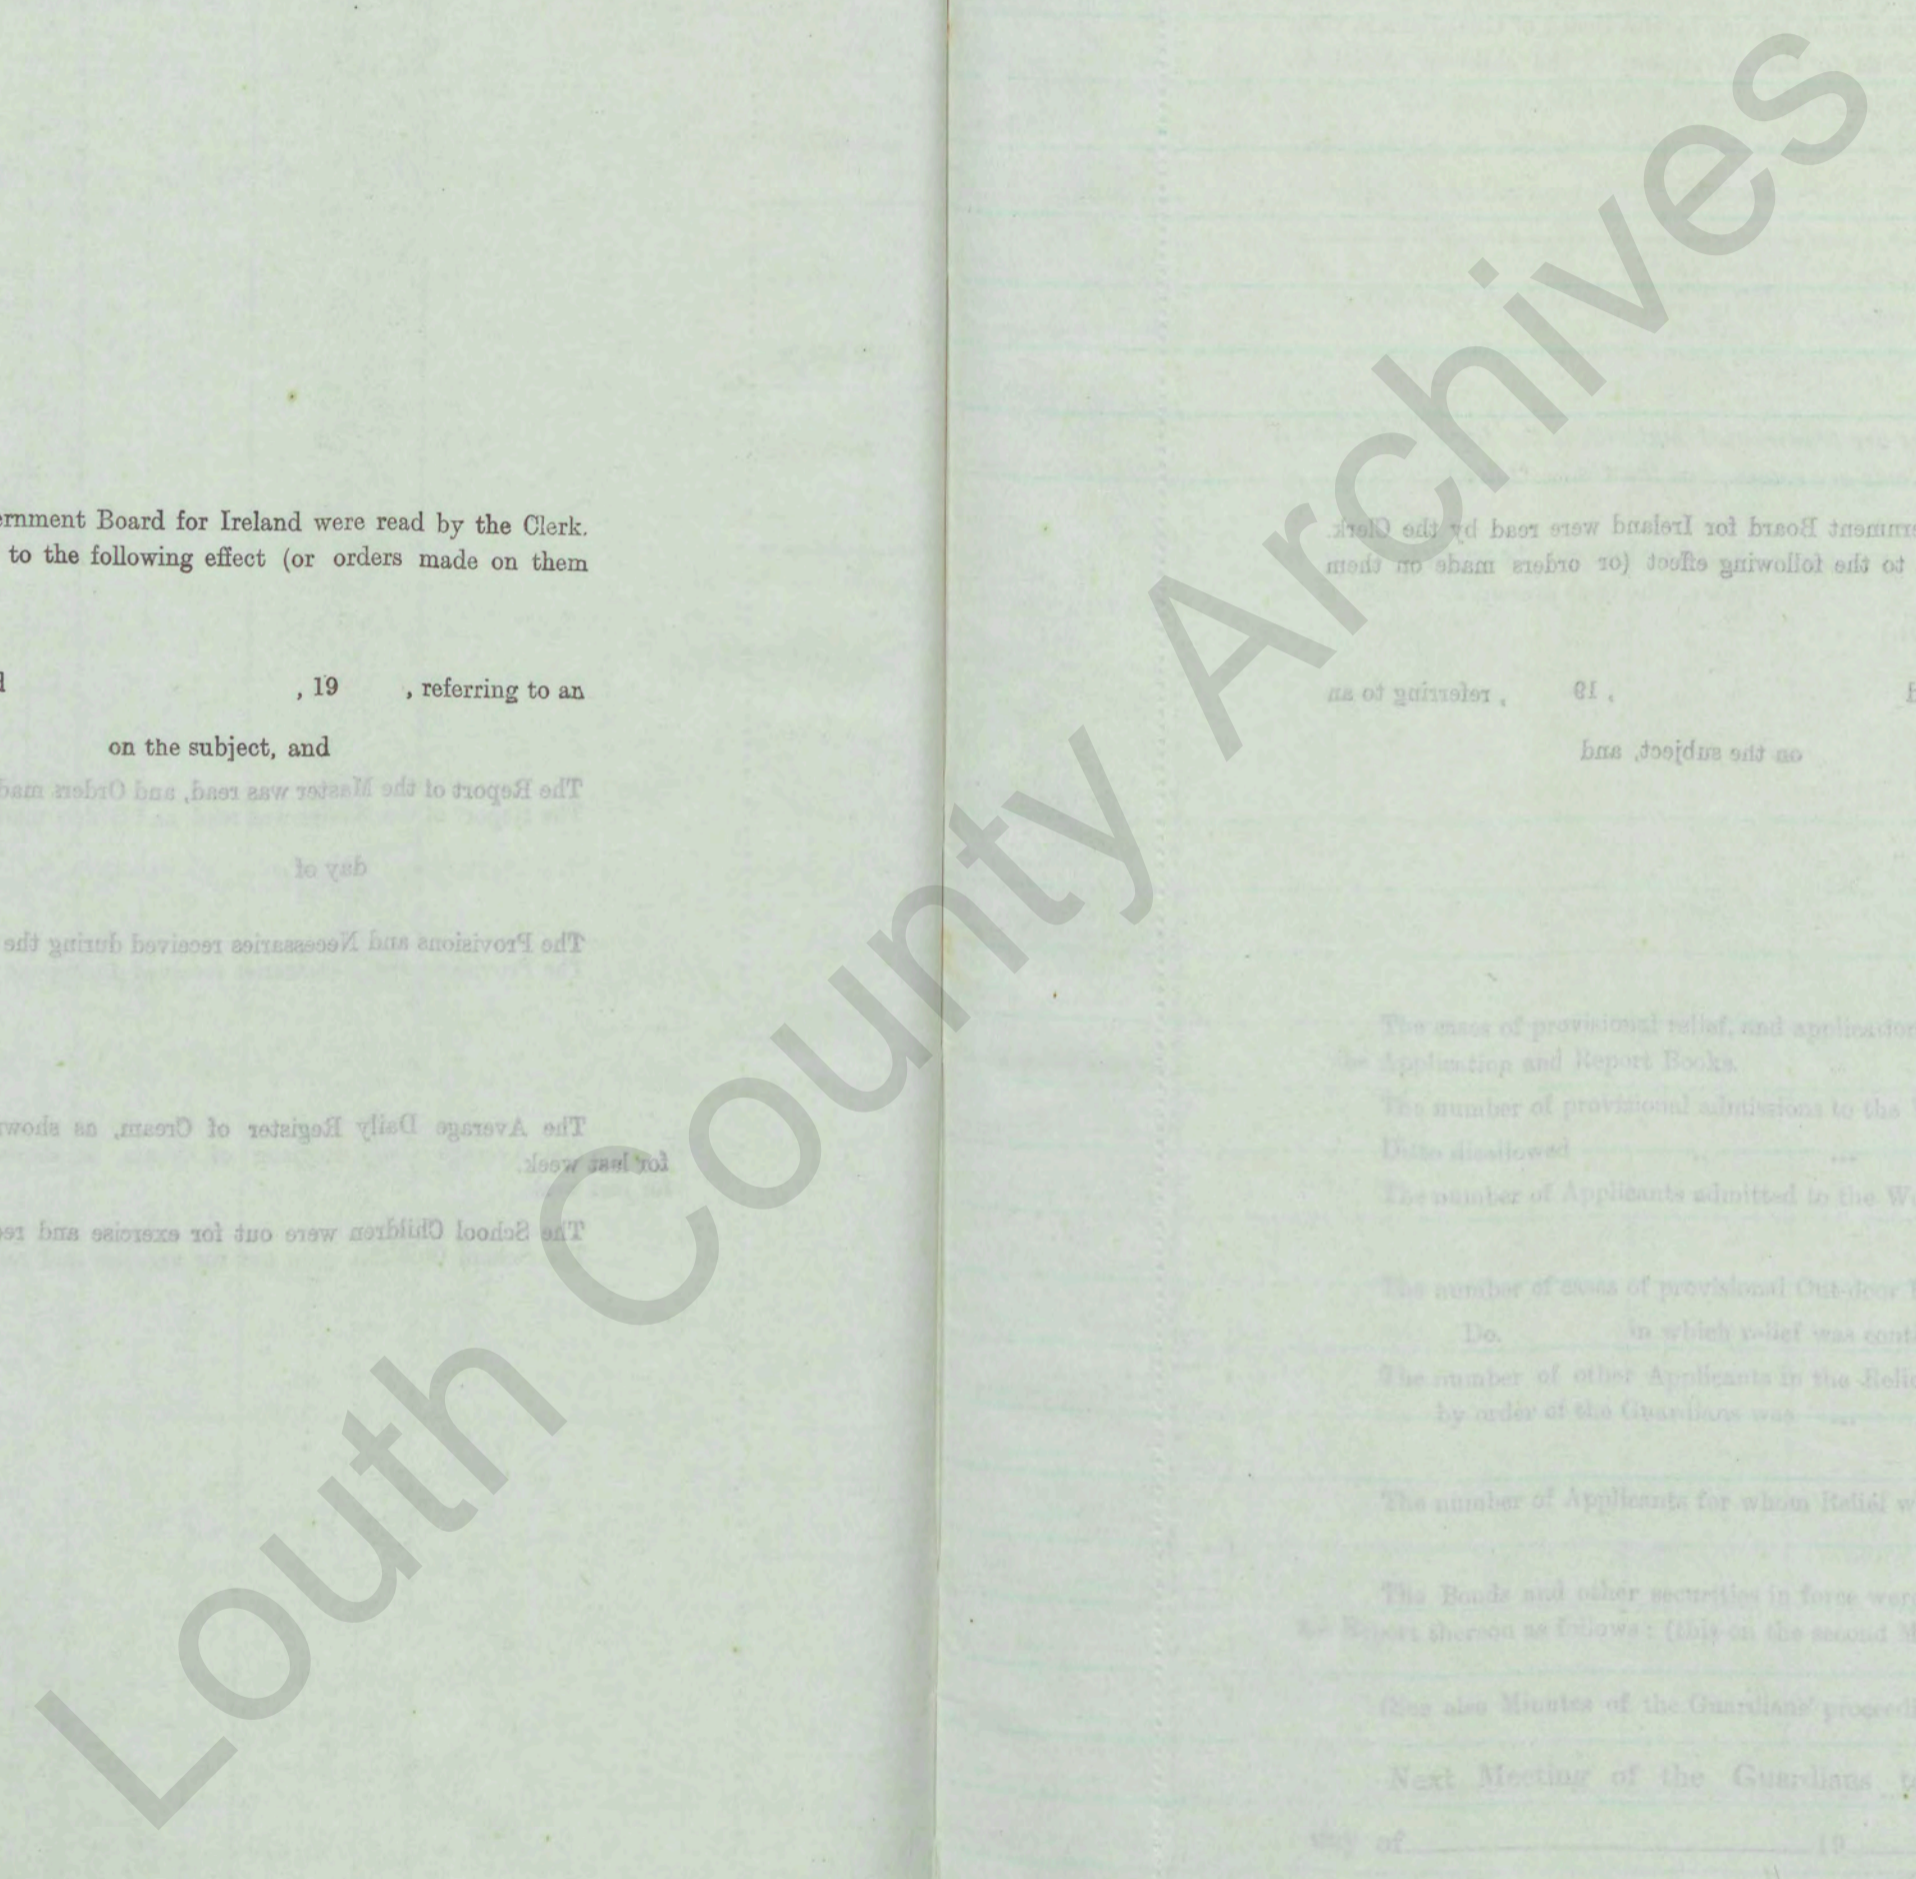 ernment Board for Ireland were read by the Clerk.
to the following effect (or orders made on them
, 19 , referring to an
on the subject, and
The Report of the Master was read, and Orders mad
day of
The Provisions and Necessaries received during the
The Average Daily Register of Cream, as show
for last week.
The School Children were out for exercise and re
rnment Board for Ireland were read by the Clerk.
to the following effect (or orders made on them
, 19 , referring to an
on the subject, and
The cases of provisional relief, and application
the Application and Report Books.
The number of provisional admissions to the
Ditto disallowed
The number of Applicants admitted to the W
The number of cases of provisional Out-door
Do. in which relief was cont
The number of other Applicants in the Relie
by order of the Guardians was ...
The number of Applicants for whom Relief w
The Bonds and other securities in force wer
Report thereon as follows: (this on the second M
(See also Minutes of the Guardians' proceedi
Next Meeting of the Guardians
day of 19
Louth County Archives